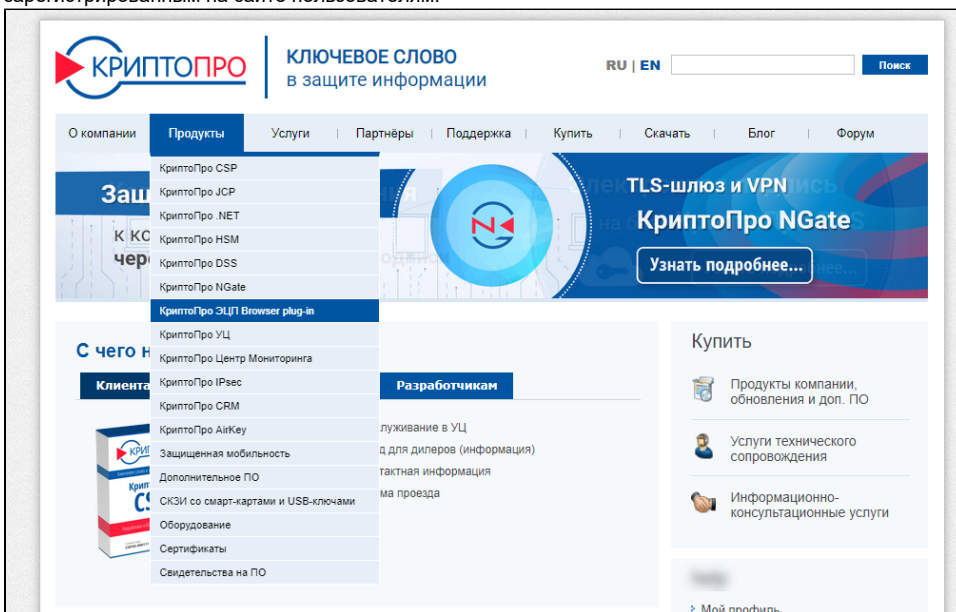 зарегистрированным на сайте пользователям.
КРИПТОПРО
КЛЮЧЕВОЕ СЛОВО
в защите информации
RU | EN
Поиск
О компании
Продукты
Услуги
Партнёры
Поддержка
Купить
Скачать
Блог
Форум
КриптоПро CSP
КриптоПро JCP
КриптоПро .NET
КриптоПро HSM
КриптоПро DSS
КриптоПро NGate
КриптоПро ЭЦП Browser plug-in
КриптоПро УЦ
КриптоПро Центр Мониторинга
КриптоПро IPsec
КриптоПро CRM
КриптоПро AirKey
Защищенная мобильность
Дополнительное ПО
СКЗИ со смарт-картами и USB-ключами
Оборудование
Сертификаты
Свидетельства на ПО
TLS-шлюз и VPN
КриптоПро NGate
Узнать подробнее...
К КО
С чего н
Клиента
Разработчикам
луживание в УЦ
д для дилеров (информация)
тактная информация
ма проезда
Купить
Продукты компании,
обновления и доп. ПО
Услуги технического
сопровождения
Информационно-
консультационные услуги
Мой профиль